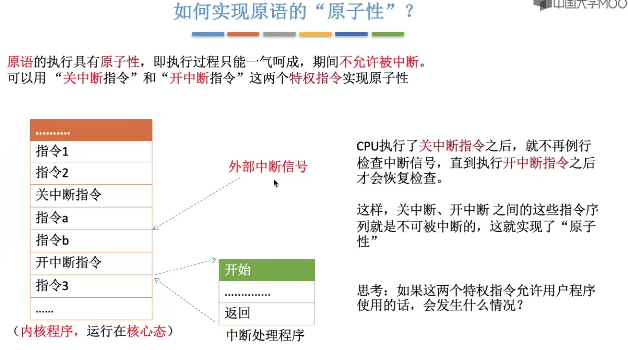 如何实现原语的“原子性”？
中国大学MOO
原语的执行具有原子性，即执行过程只能一气呵成，期间不允许被中断。
可以用 “关中断指令”和“开中断指令”这两个特权指令实现原子性
..........
指令1
指令2
关中断指令
指令a
指令b
开中断指令
指令3
......
（内核程序，运行在核心态）
外部中断信号
开始
..............
返回
中断处理程序
CPU执行了关中断指令之后，就不再例行
检查中断信号，直到执行开中断指令之后
才会恢复检查。
这样，关中断、开中断 之间的这些指令序
列就是不可被中断的，这就实现了“原子
性”
思考：如果这两个特权指令允许用户程序
使用的话，会发生什么情况？